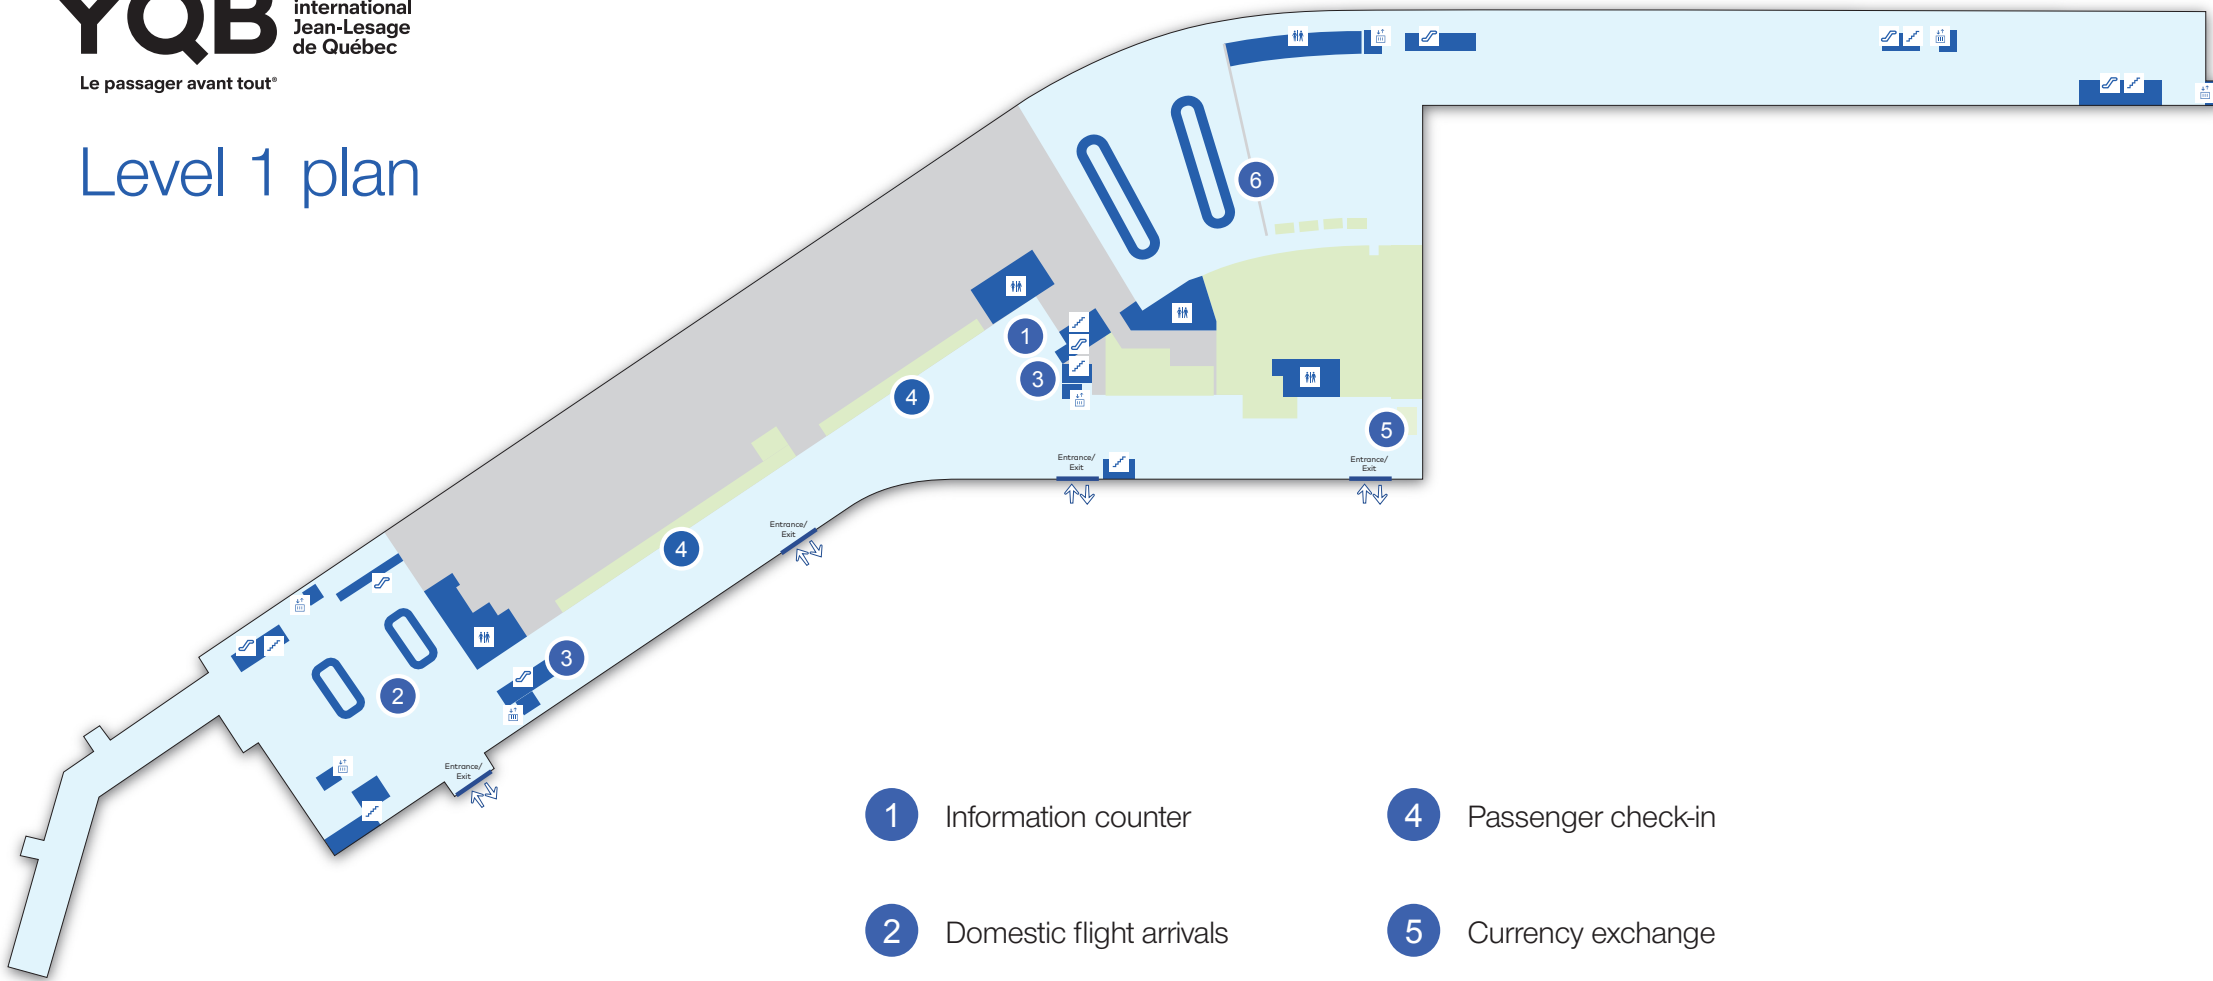 YQB
international
Jean-Lesage
de Québec
Le passager avant tout®
Level 1 plan
6
1
3
4
5
Entrance/
Exit
Entrance/
Exit
Entrance/
Exit
4
3
2
Entrance/
Exit
1 Information counter
4 Passenger check-in
2 Domestic flight arrivals
5 Currency exchange